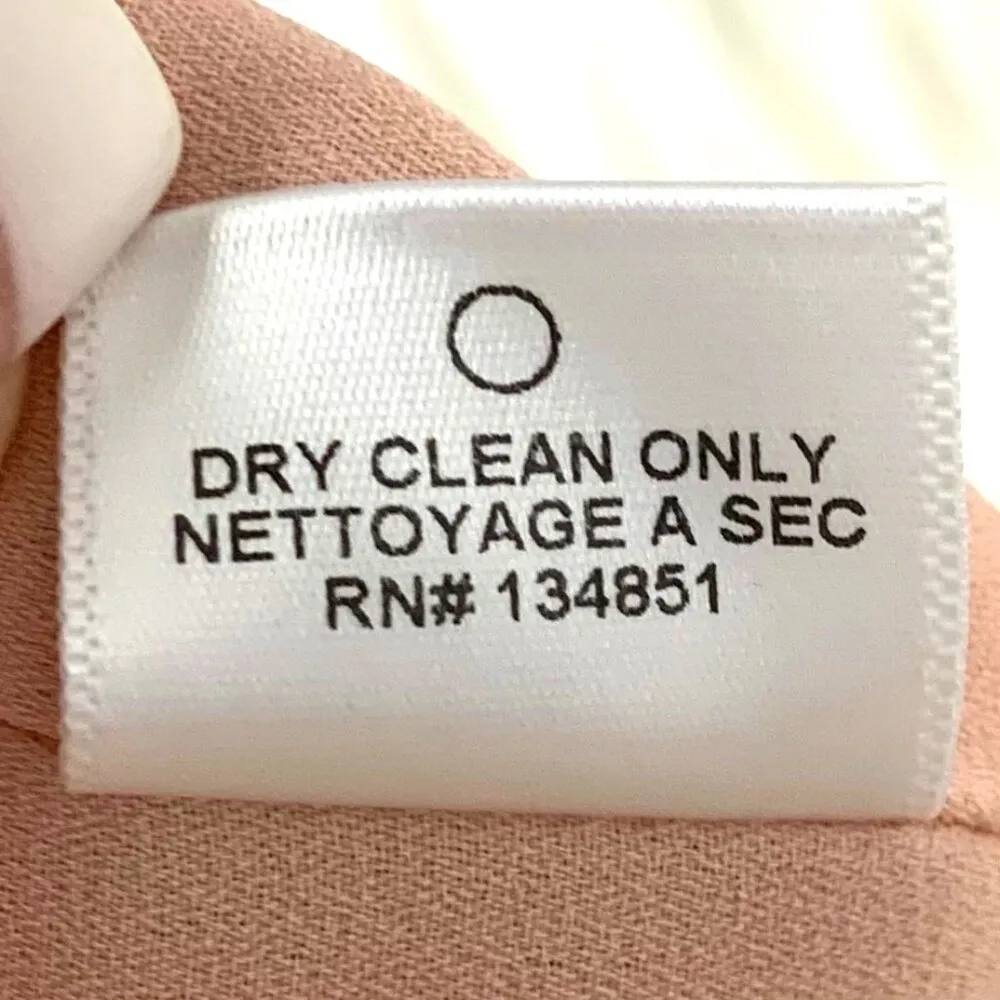 DRY CLEAN ONLY
NETTOYAGE A SEC
RN# 134851